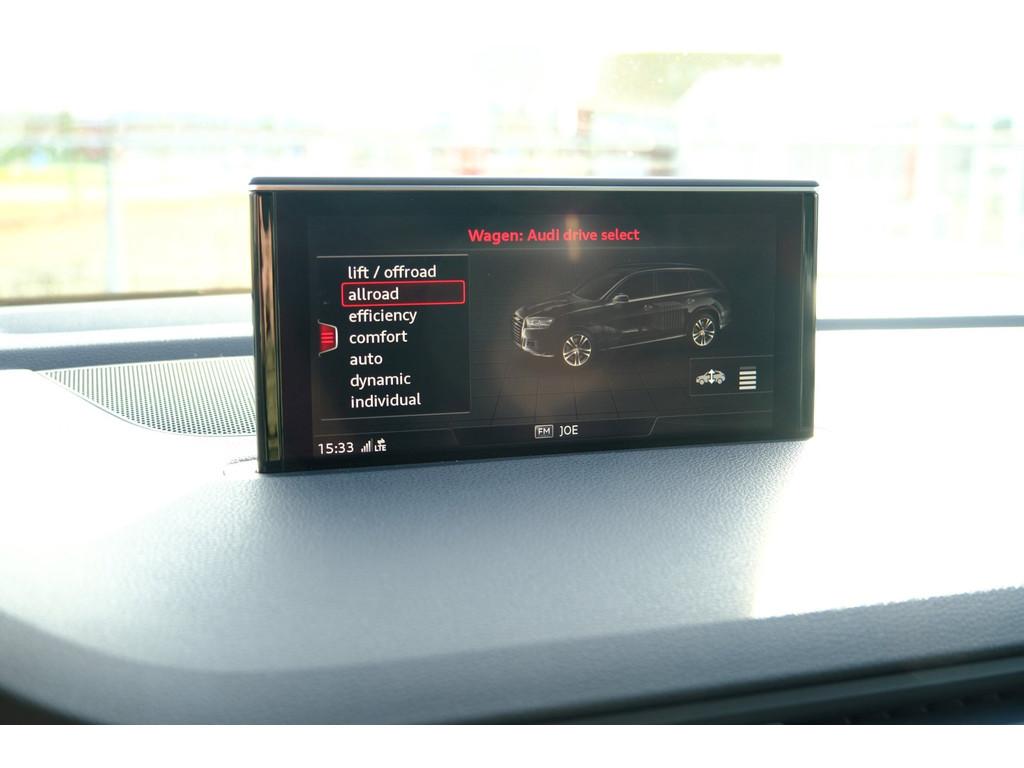 Wagen: Audi drive select
lift / offroad
allroad
efficiency
comfort
auto
dynamic
individual
15:33 LTE
FM JOE